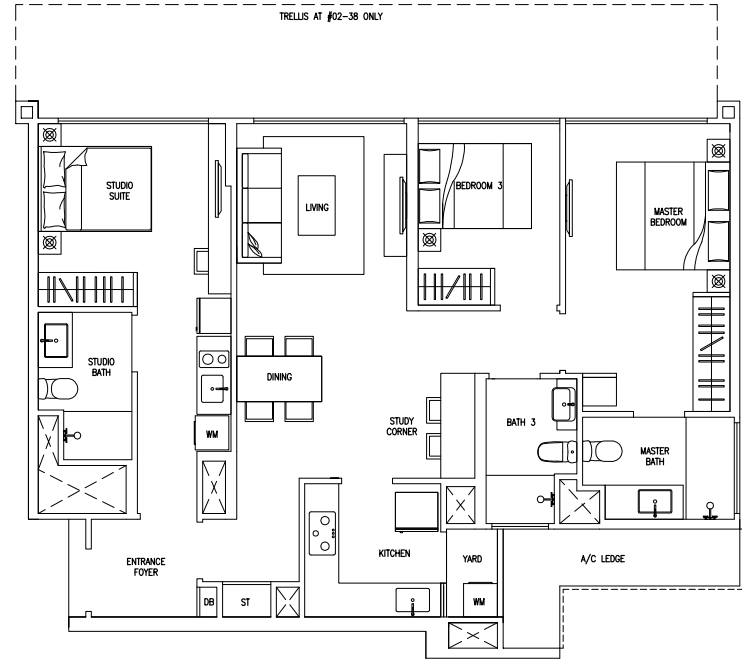 TRELLIS AT #02-38 ONLY
STUDIO
SUITE
LIVING
BEDROOM 3
MASTER
BEDROOM
STUDIO
BATH
DINING
STUDY
CORNER
BATH 3
MASTER
BATH
WM
ENTRANCE
FOYER
KITCHEN
YARD
A/C LEDGE
DB
ST
WM